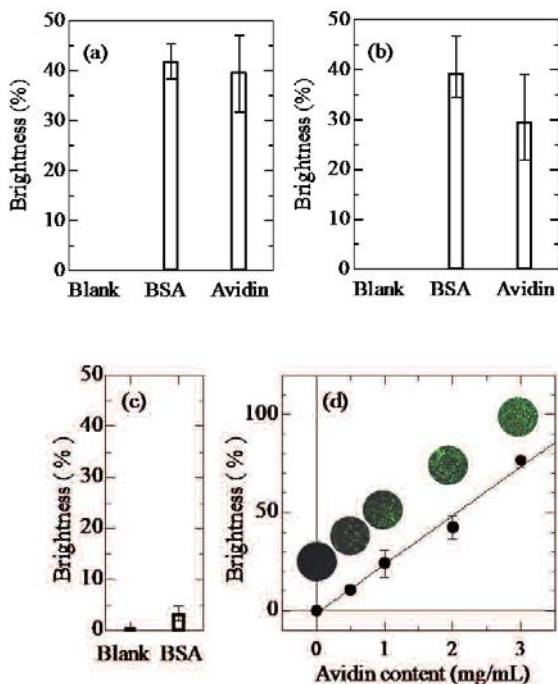 (a)
Brightness (%)
50
40
30
20
10
0
Blank BSA Avidin
(b)
Brightness (%)
50
40
30
20
10
0
Blank BSA Avidin
(c)
Brightness ( % )
50
40
30
20
10
0
Blank BSA
(d)
Brightness (%)
100
50
0
0 1 2 3
Avidin content (mg/mL)